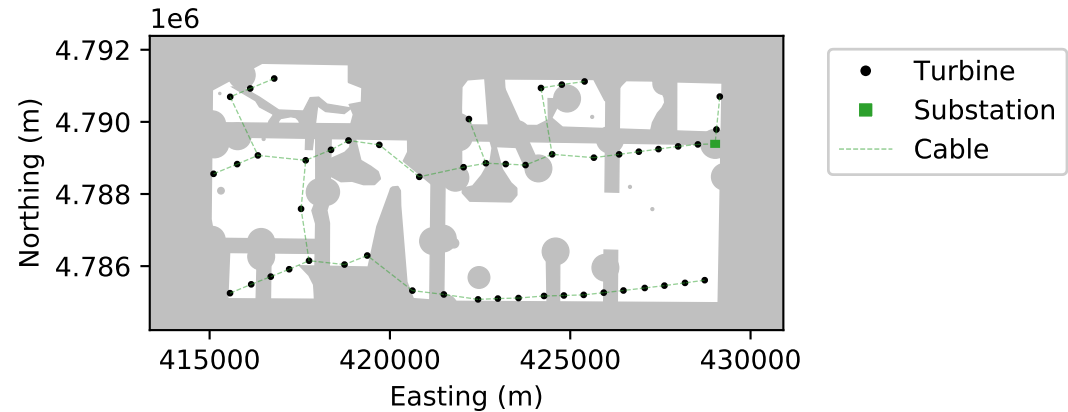 1e6
4.792
4.790
4.788
4.786
Northing (m)
415000 420000 425000 430000
Easting (m)
Turbine
Substation
Cable